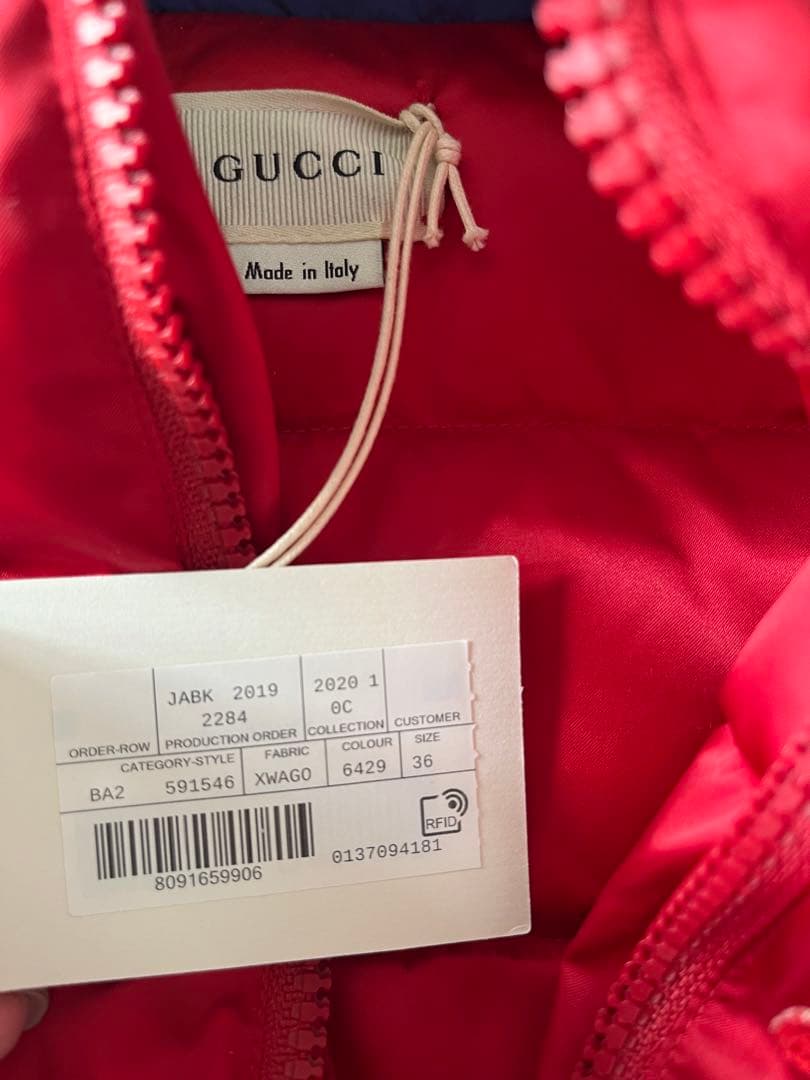 GUCCI
Made in Italy
JABK 2019
2284
2020 1
0C
ORDER-ROW
PRODUCTION ORDER
COLLECTION
CUSTOMER
CATEGORY-STYLE
FABRIC
COLOUR
SIZE
BA2
591546
XWAGO
6429
36
RFID
8091659906
0137094181